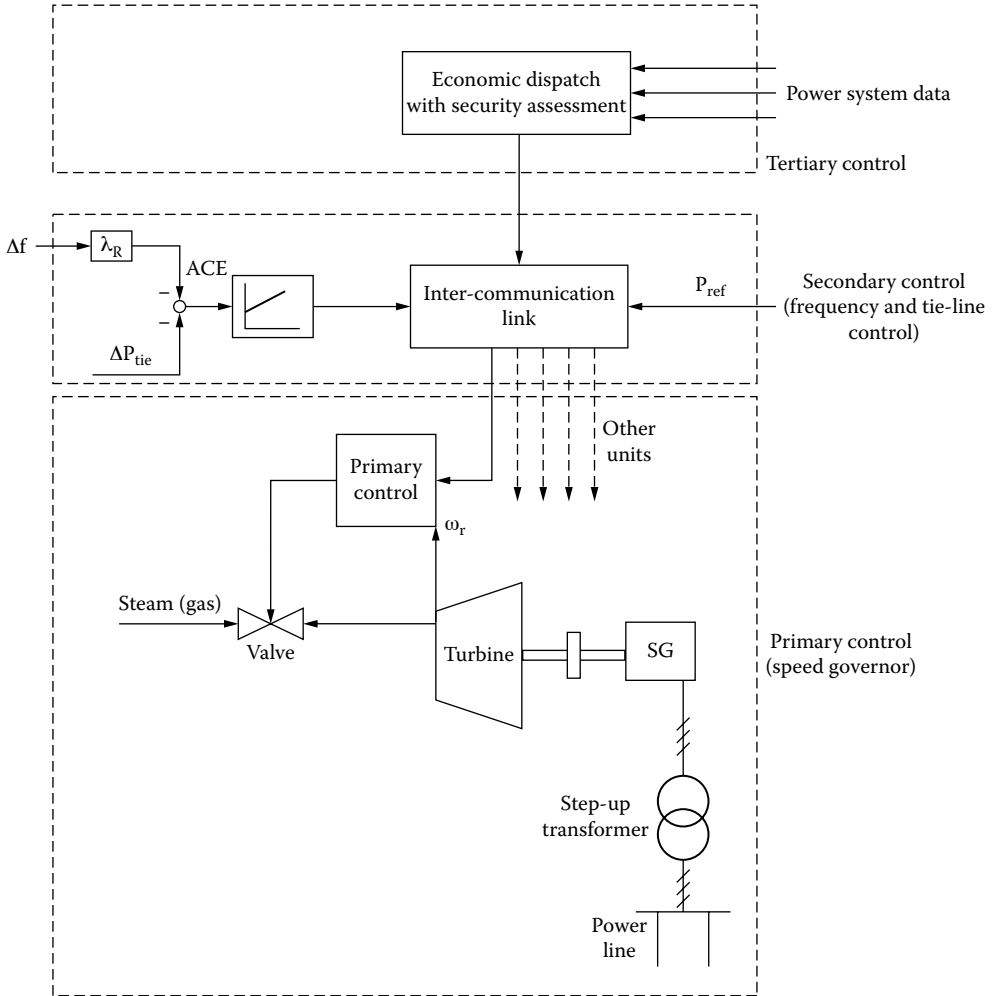 Economic dispatch
with security assessment
Power system data
Tertiary control
Δf
λR
ACE
–
–
ΔPtie
Inter-communication
link
Pref
Secondary control
(frequency and tie-line
control)
Other
units
Primary
control
ωr
Steam (gas)
Valve
Turbine
SG
Primary control
(speed governor)
Step-up
transformer
Power
line